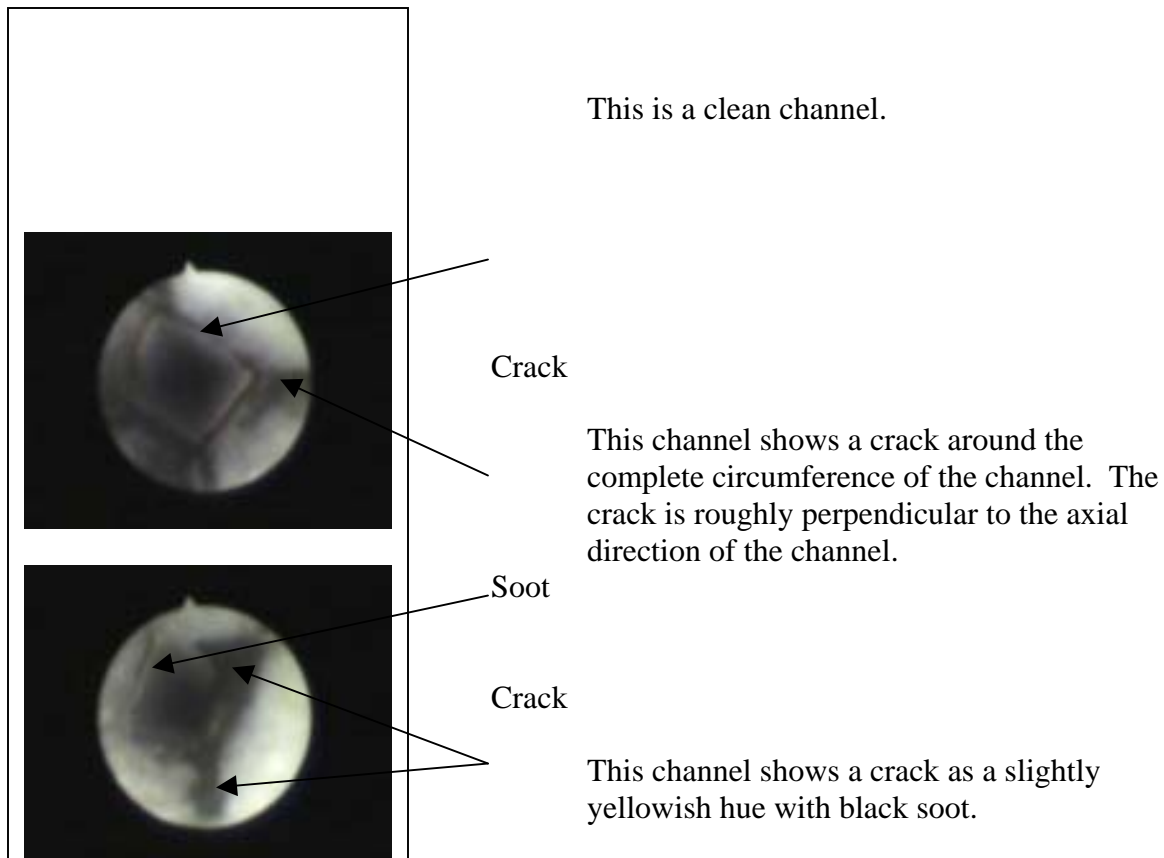 This is a clean channel.
Crack
This channel shows a crack around the
complete circumference of the channel. The
crack is roughly perpendicular to the axial
direction of the channel.
Soot
Crack
This channel shows a crack as a slightly
yellowish hue with black soot.